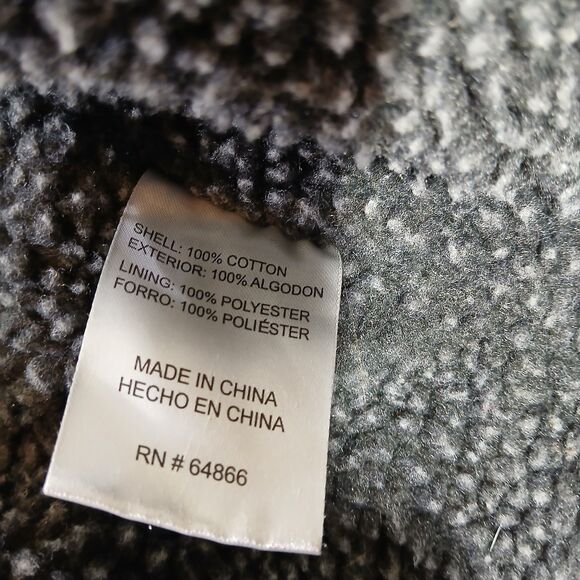 SHELL: 100% COTTON
EXTERIOR: 100% ALGODON
LINING: 100% POLYESTER
FORRO: 100% POLIÉSTER
MADE IN CHINA
HECHO EN CHINA
RN # 64866